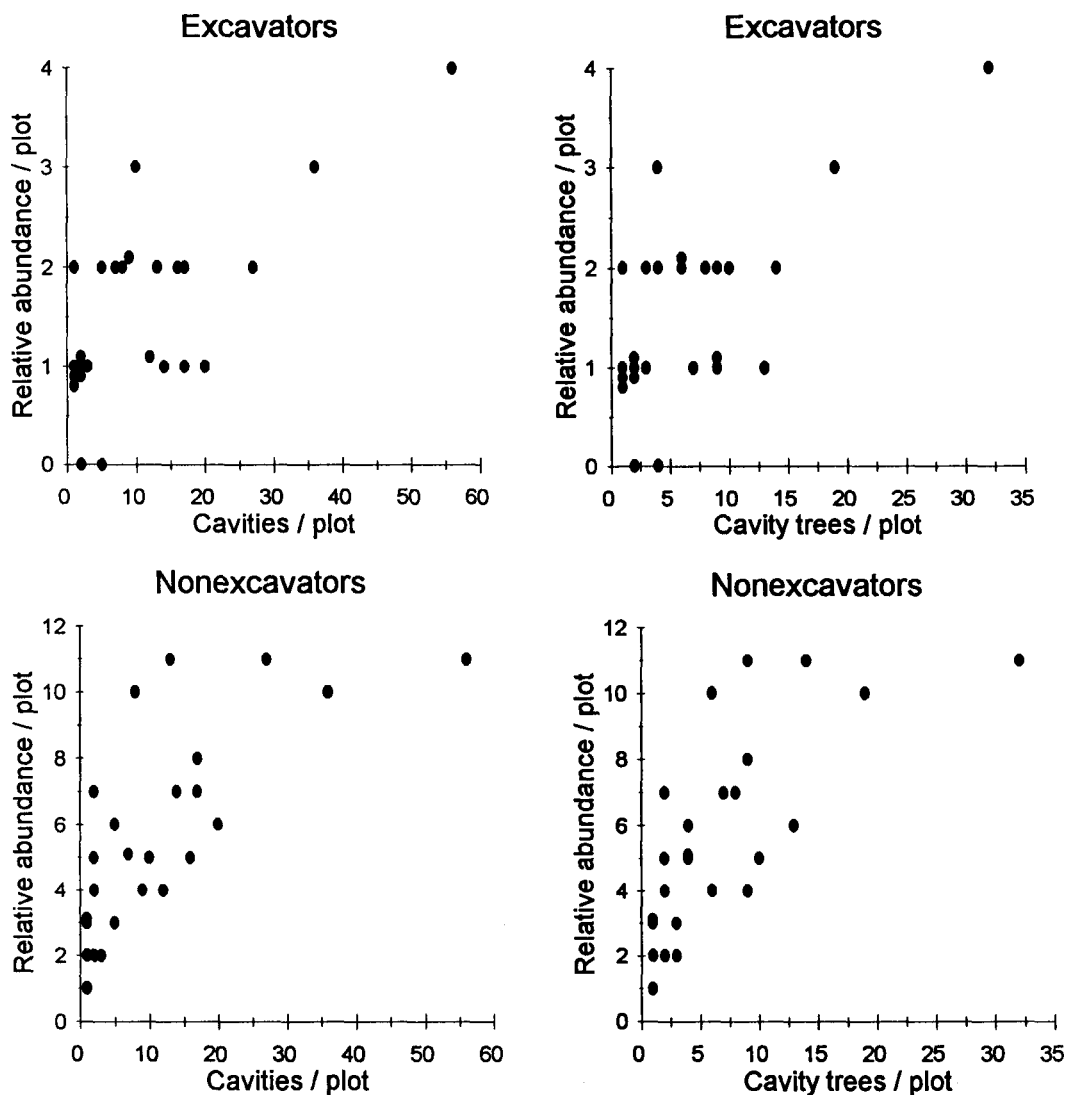 Excavators
Relative abundance / plot
4
3
2
1
0
0 10 20 30 40 50 60
Cavities / plot
Excavators
Relative abundance / plot
4
3
2
1
0
0 5 10 15 20 25 30 35
Cavity trees / plot
Nonexcavators
Relative abundance / plot
12
10
8
6
4
2
0
0 10 20 30 40 50 60
Cavities / plot
Nonexcavators
Relative abundance / plot
12
10
8
6
4
2
0
0 5 10 15 20 25 30 35
Cavity trees / plot